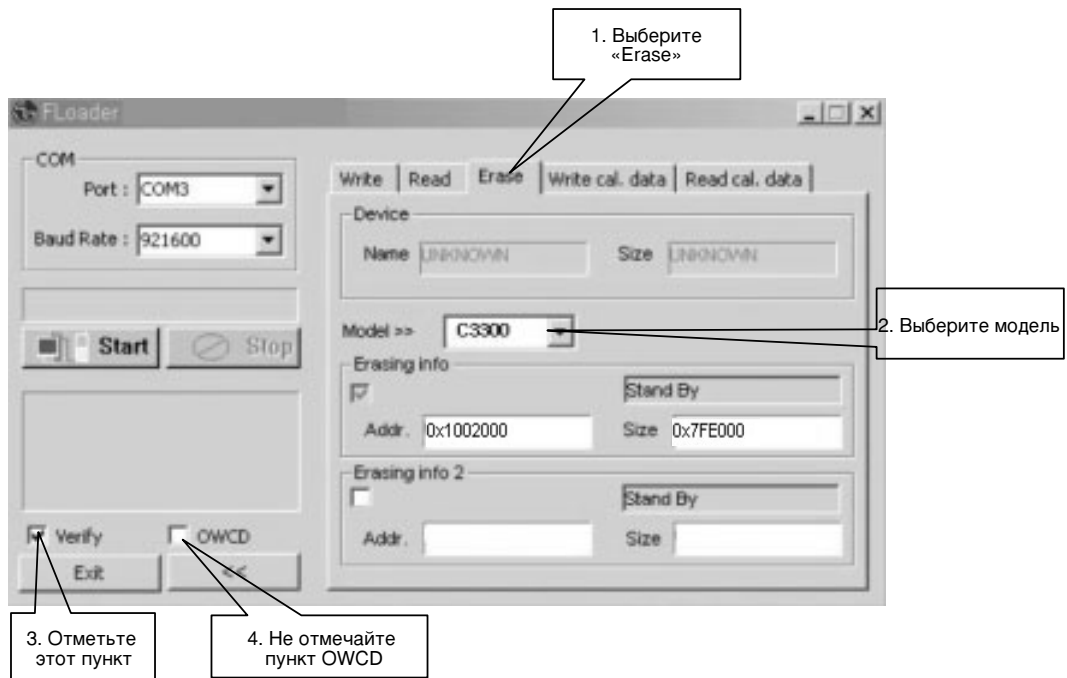 1. Выберите
«Erase»
FLoader
COM
Port : COM3
Baud Rate : 921600
Start Stop
Verify OWCD
Exit <<
Write Read Erase Write cal. data Read cal. data
Device
Name UNKNOWN Size UNKNOWN
Model >> C3300
2. Выберите модель
Erasing info
Stand By
Addr. 0x1002000 Size 0x7FE000
Erasing info 2
Stand By
Addr. Size
3. Отметьте
этот пункт
4. Не отмечайте
пункт OWCD